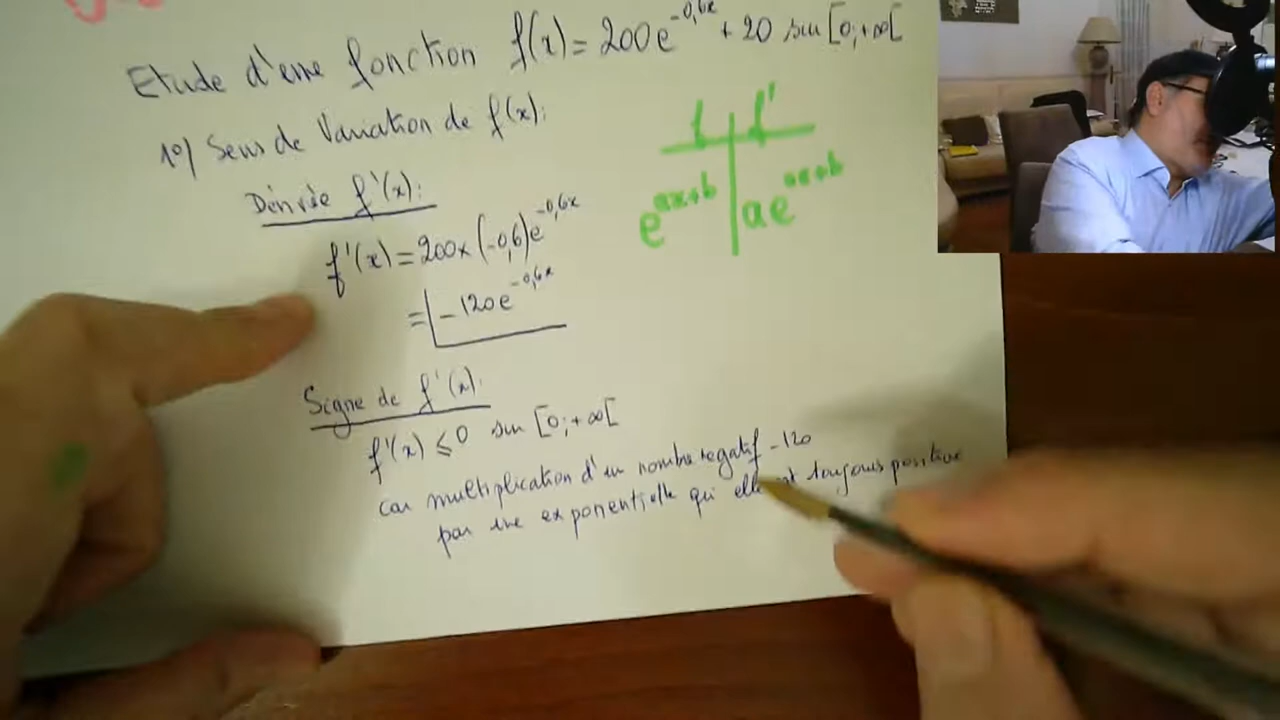 Etude d'une fonction f(x) = 200e^-0,6x + 20 sur [0;+∞[
1°) Sens de Variation de f(x):
Dérivée f'(x):
f'(x) = 200x(-0,6)e^-0,6x
= -120e^-0,6x
f | f'
e^ax+b | ae^ax+b
Signe de f'(x):
f'(x) ⩽ 0 sur [0;+∞[
car multiplication d'un nombre negatif -120
par une exponentielle qui elle est toujours positive